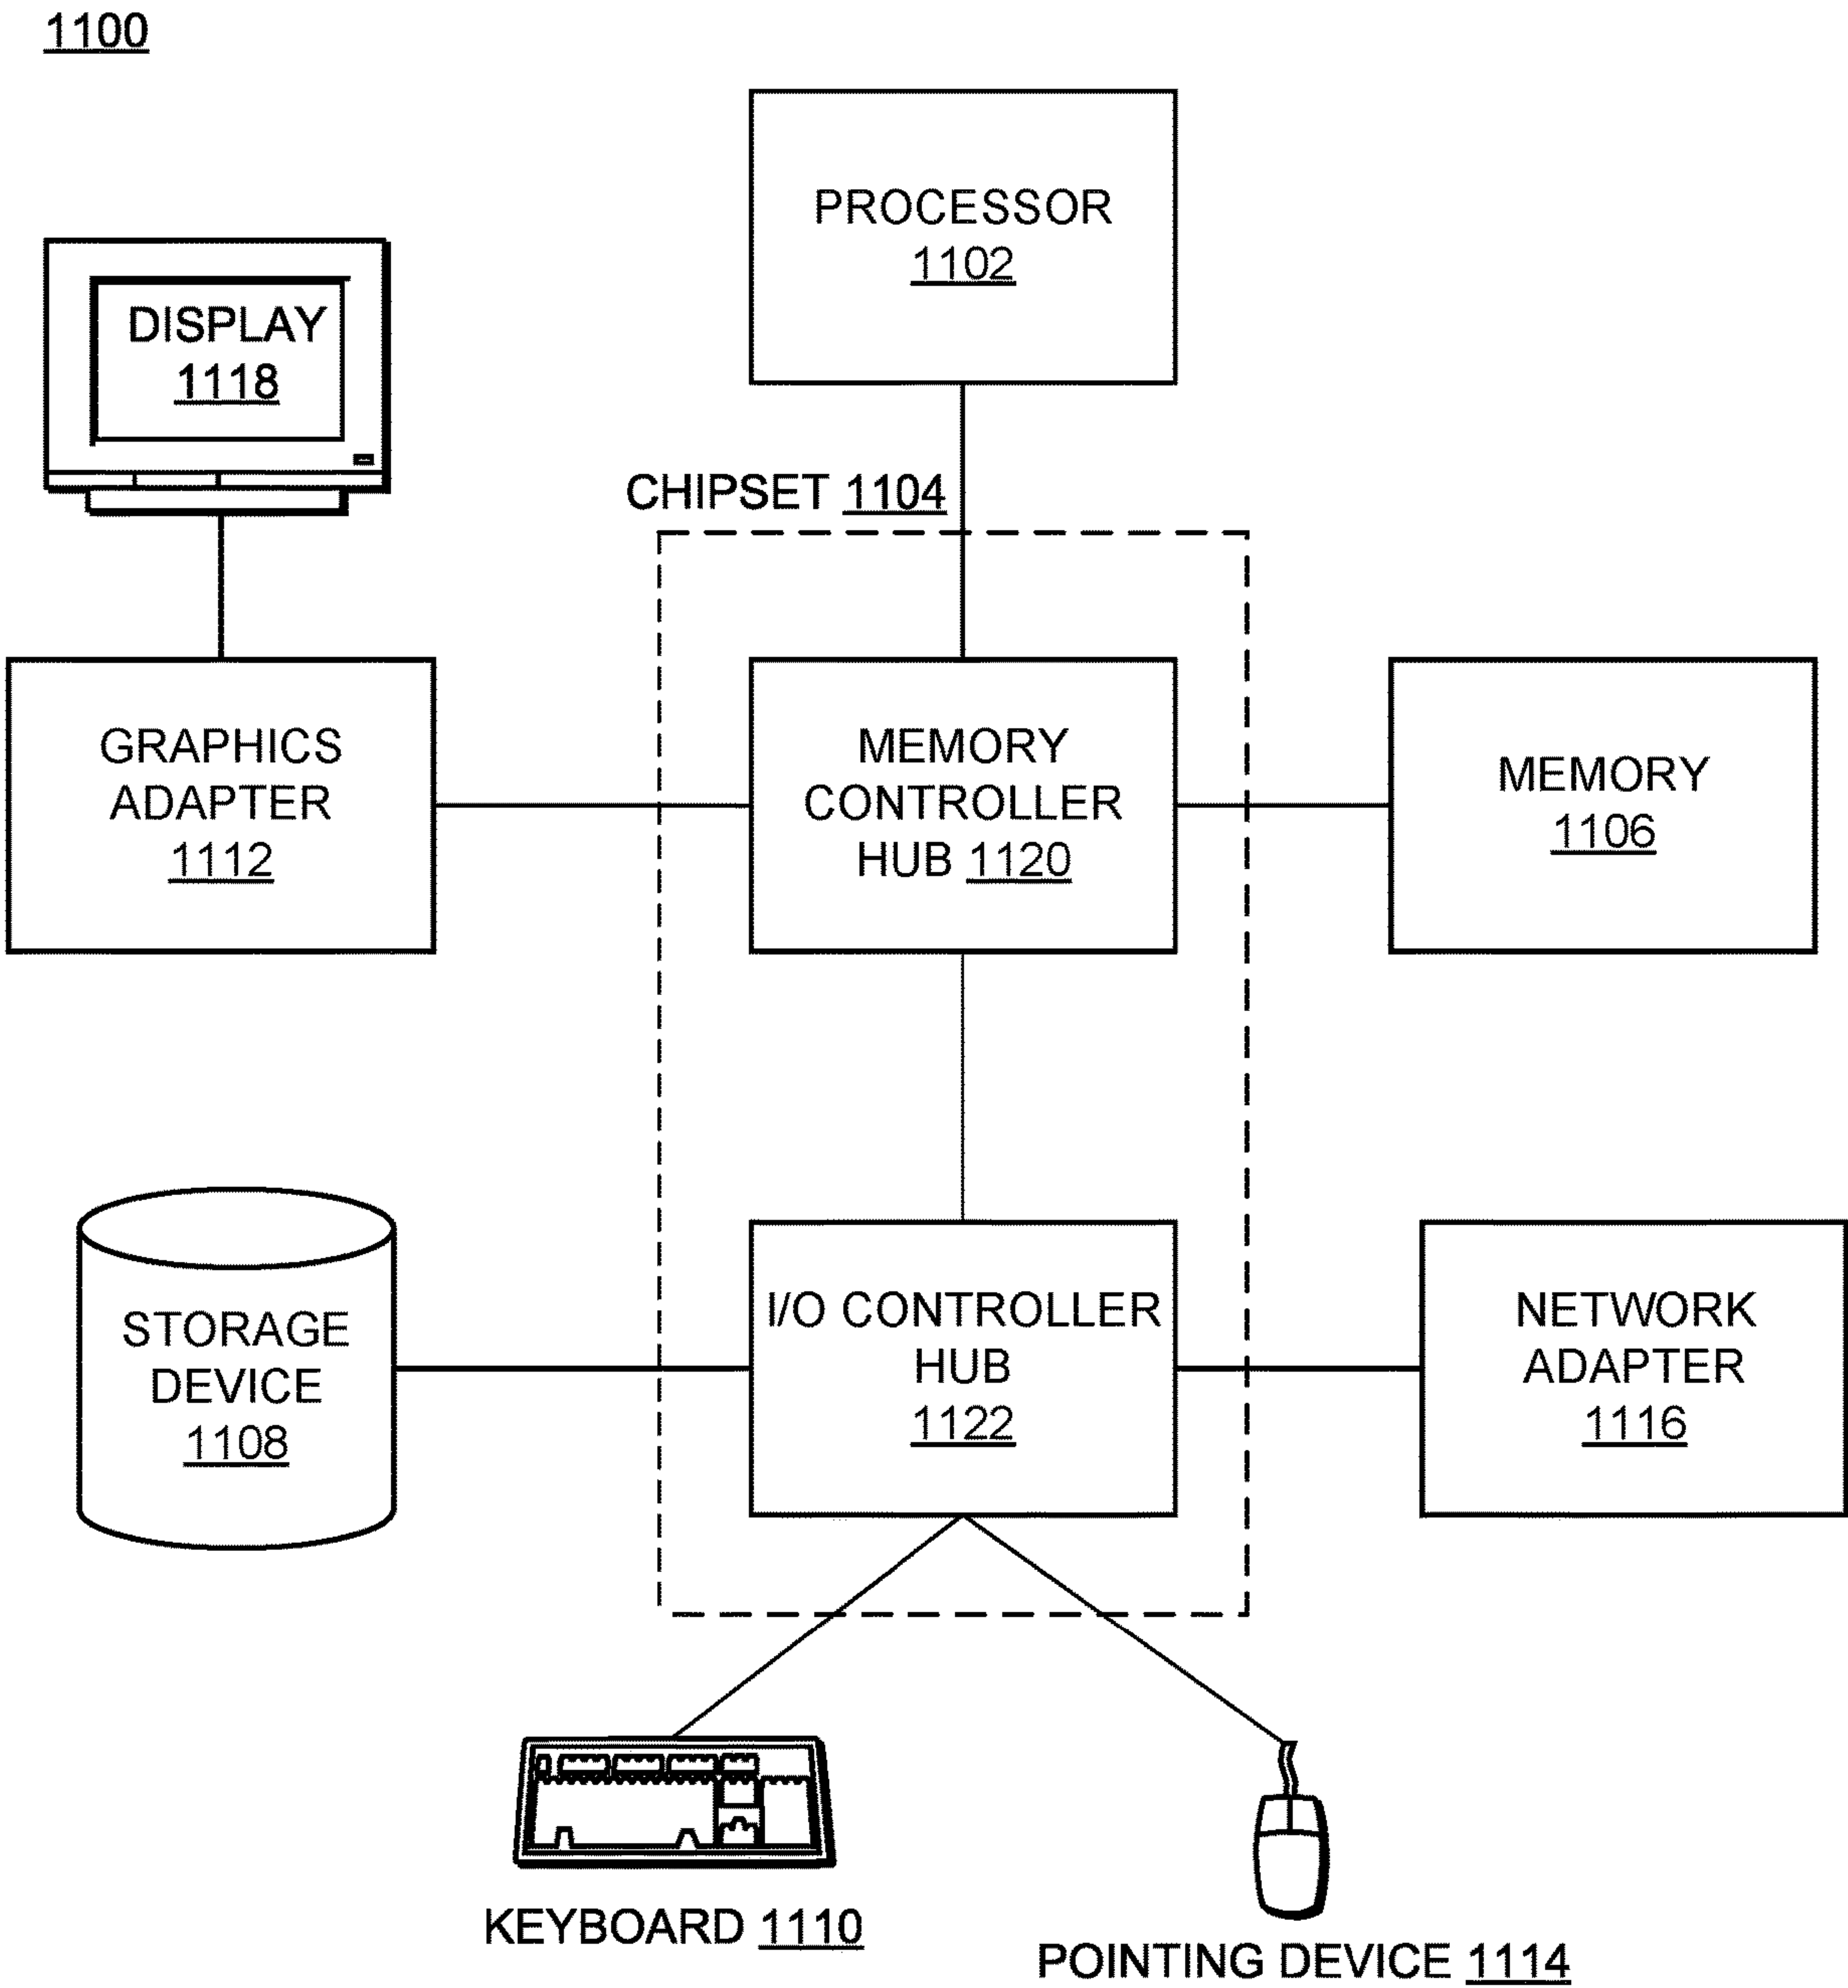 1100
PROCESSOR
1102
DISPLAY
1118
CHIPSET 1104
GRAPHICS
ADAPTER
1112
MEMORY
CONTROLLER
HUB 1120
MEMORY
1106
STORAGE
DEVICE
1108
I/O CONTROLLER
HUB
1122
NETWORK
ADAPTER
1116
KEYBOARD 1110
POINTING DEVICE 1114